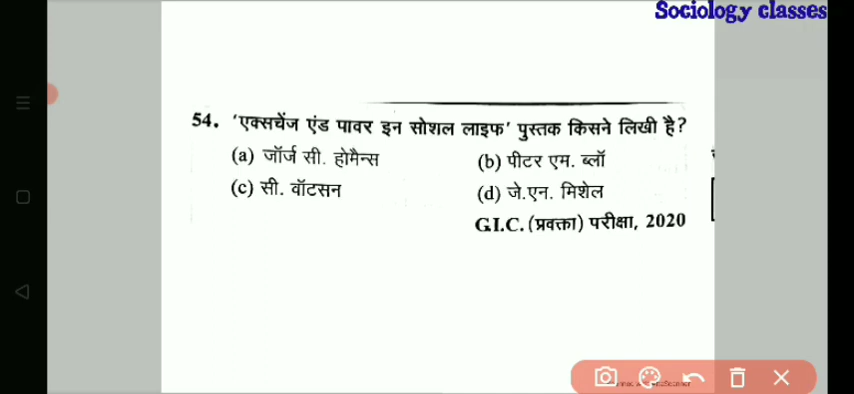 Sociology classes
54. ‘एक्सचेंज एंड पावर इन सोशल लाइफ’ पुस्तक किसने लिखी है?
(a) जॉर्ज सी. होमैन्स (b) पीटर एम. ब्लॉ
(c) सी. वॉटसन (d) जे.एन. मिशेल
G.I.C. (प्रवक्ता) परीक्षा, 2020